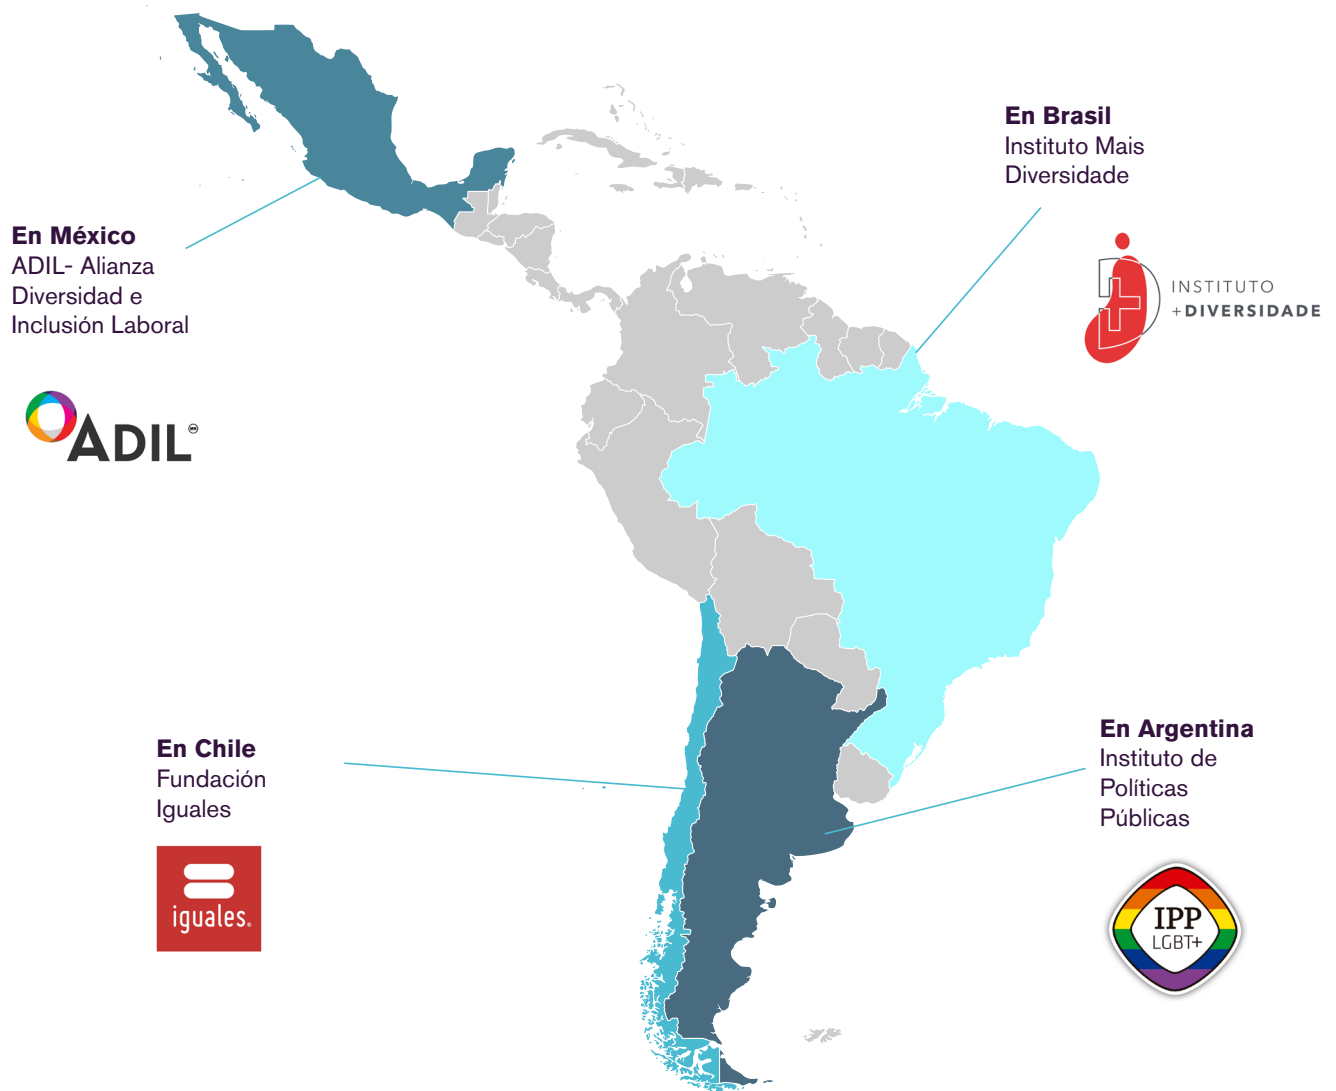 En México
ADIL- Alianza
Diversidad e
Inclusión Laboral
ADIL
MR
En Brasil
Instituto Mais
Diversidade
INSTITUTO
+DIVERSIDADE
En Chile
Fundación
Iguales
iguales.
En Argentina
Instituto de
Políticas
Públicas
IPP
LGBT+